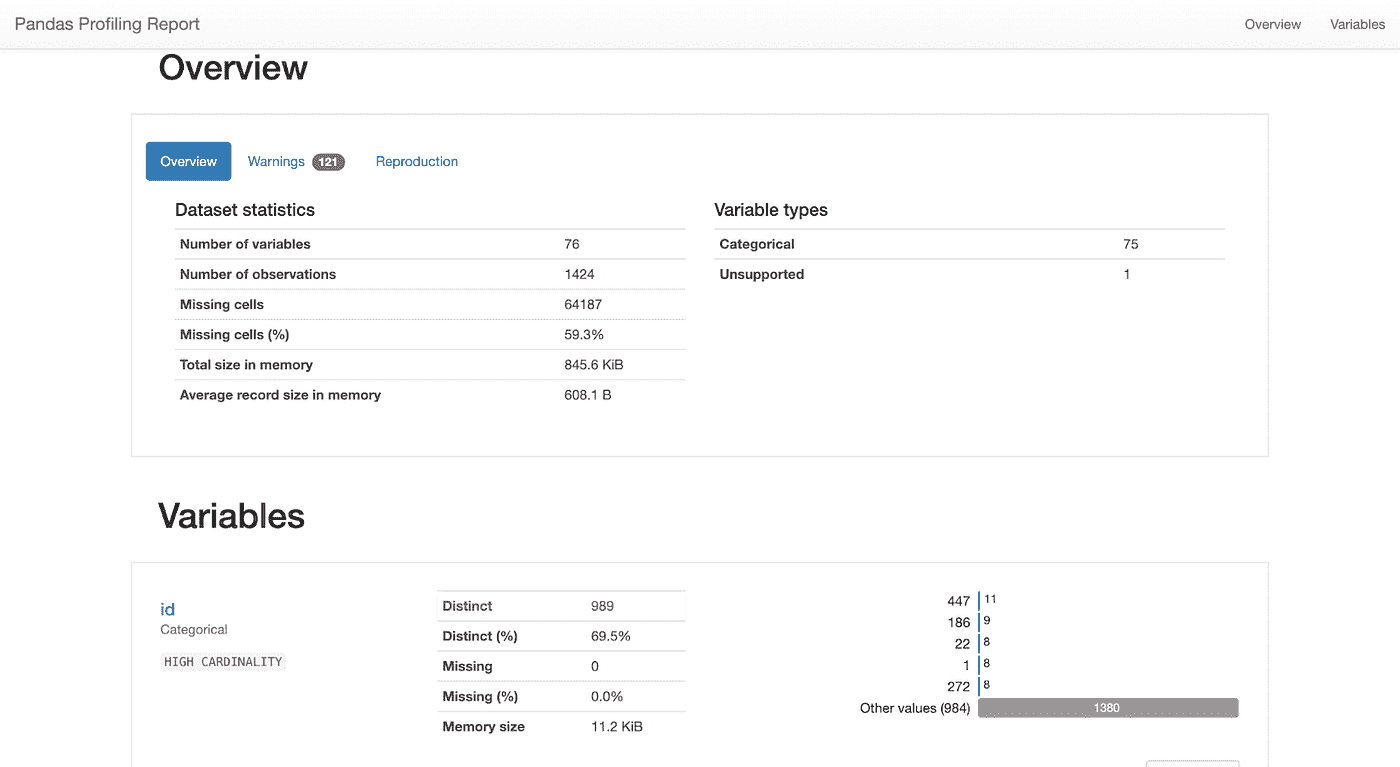 Pandas Profiling Report Overview Variables
Overview
Overview Warnings 121 Reproduction
Dataset statistics
Number of variables 76
Number of observations 1424
Missing cells 64187
Missing cells (%) 59.3%
Total size in memory 845.6 KiB
Average record size in memory 608.1 B
Variable types
Categorical 75
Unsupported 1
Variables
id
Categorical
HIGH CARDINALITY
Distinct 989
Distinct (%) 69.5%
Missing 0
Missing (%) 0.0%
Memory size 11.2 KiB
447 11
186 9
22 8
1 8
272 8
Other values (984) 1380